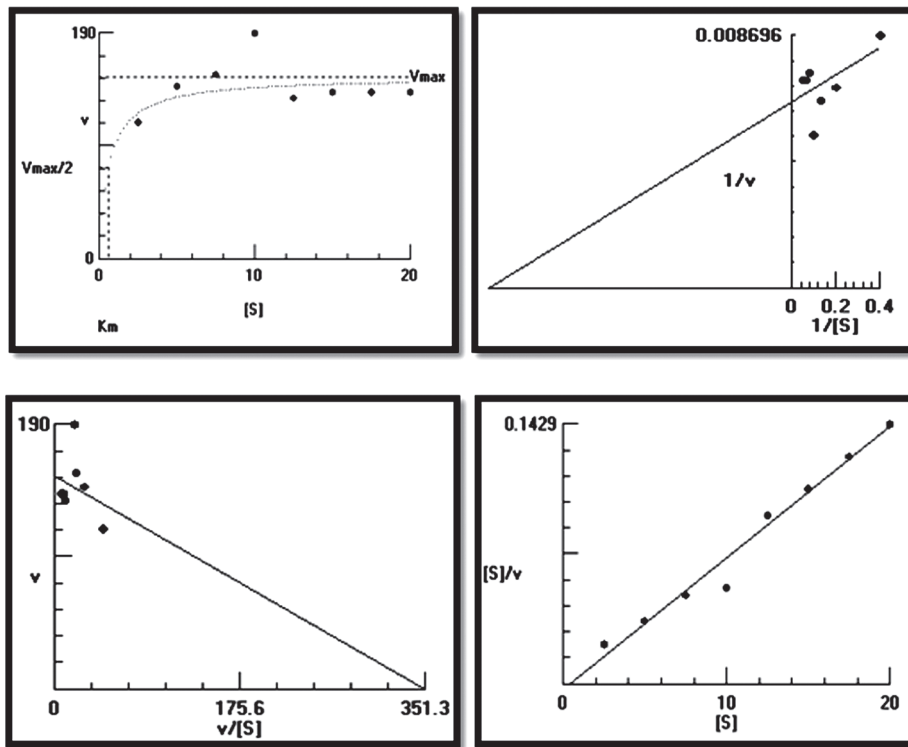 190
Vmax
v
Vmax/2
0
0 10 20
[S]
Km
0.008696
1/v
0 0.2 0.4
1/[S]
190
v
0 175.6 351.3
v/[S]
0.1429
[S]/v
0 10 20
[S]